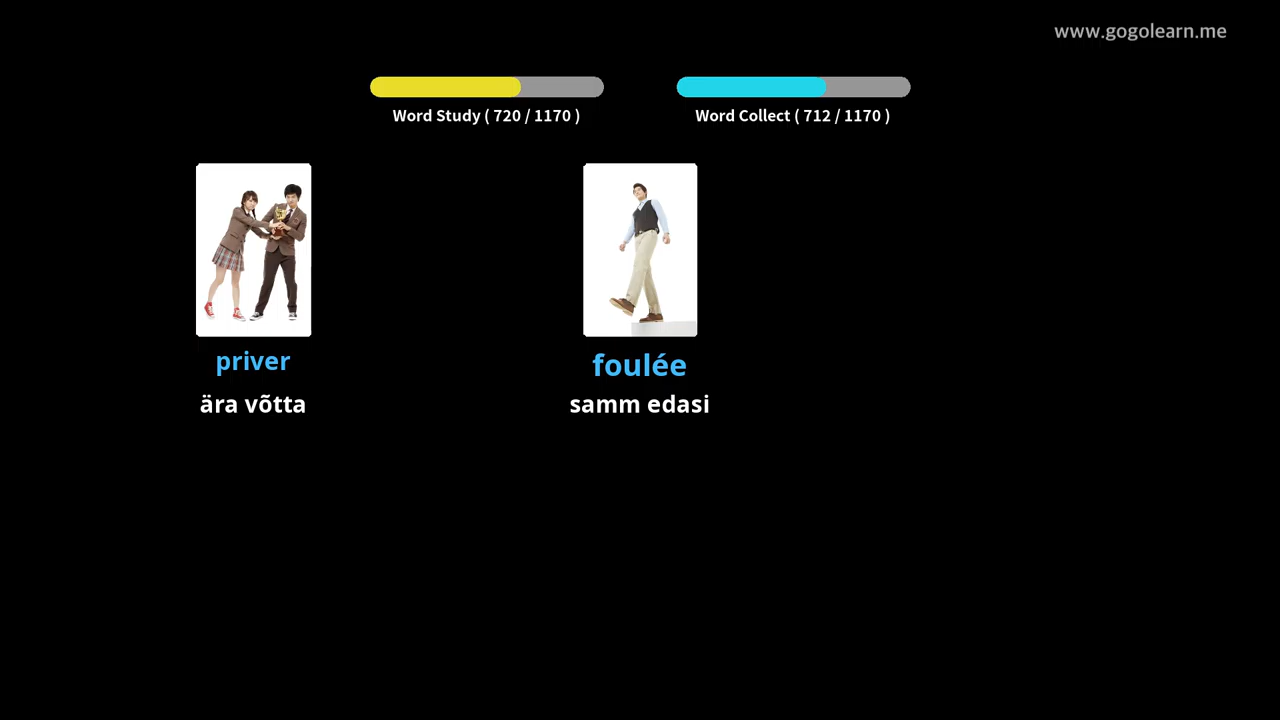 www.gogolearn.me
Word Study ( 720 / 1170 )
Word Collect ( 712 / 1170 )
priver
ära võtta
foulée
samm edasi